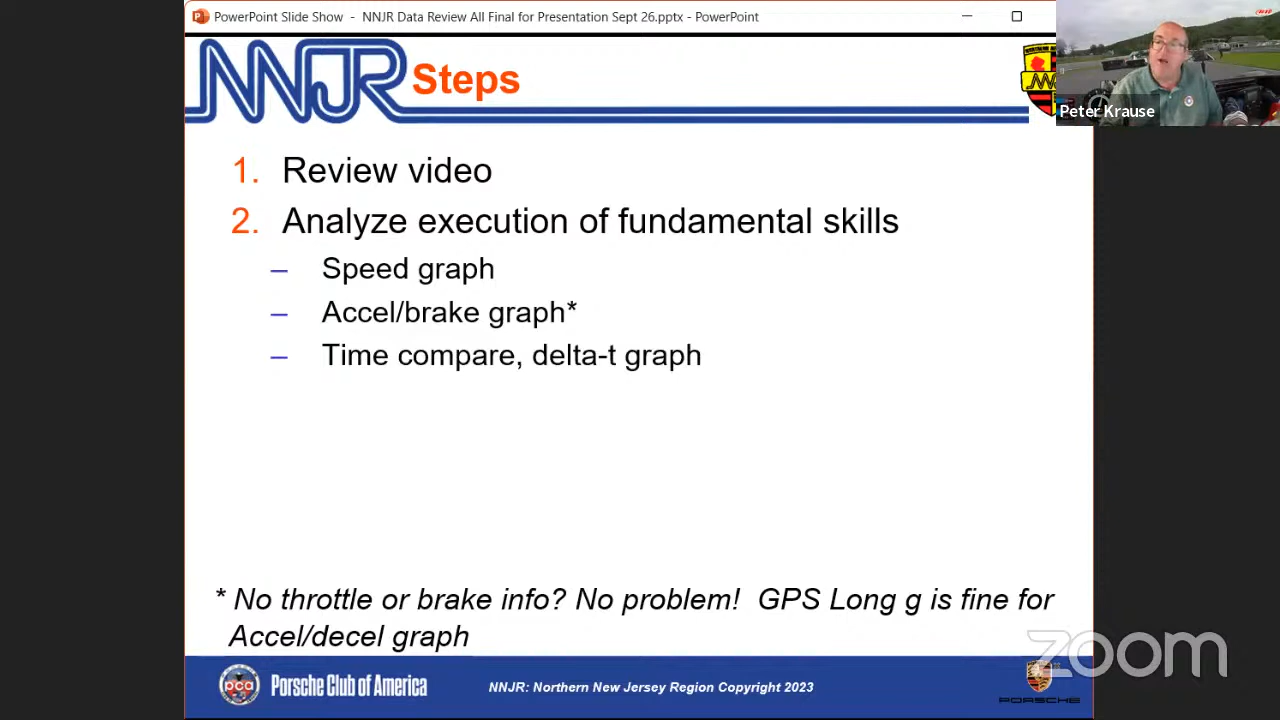 PowerPoint Slide Show - NNJR Data Review All Final for Presentation Sept 26.pptx - PowerPoint
NNJR Steps
Peter Krause
1. Review video
2. Analyze execution of fundamental skills
– Speed graph
– Accel/brake graph*
– Time compare, delta-t graph
* No throttle or brake info? No problem! GPS Long g is fine for
Accel/decel graph
zoom
pca Porsche Club of America
NNJR: Northern New Jersey Region Copyright 2023
PORSCHE